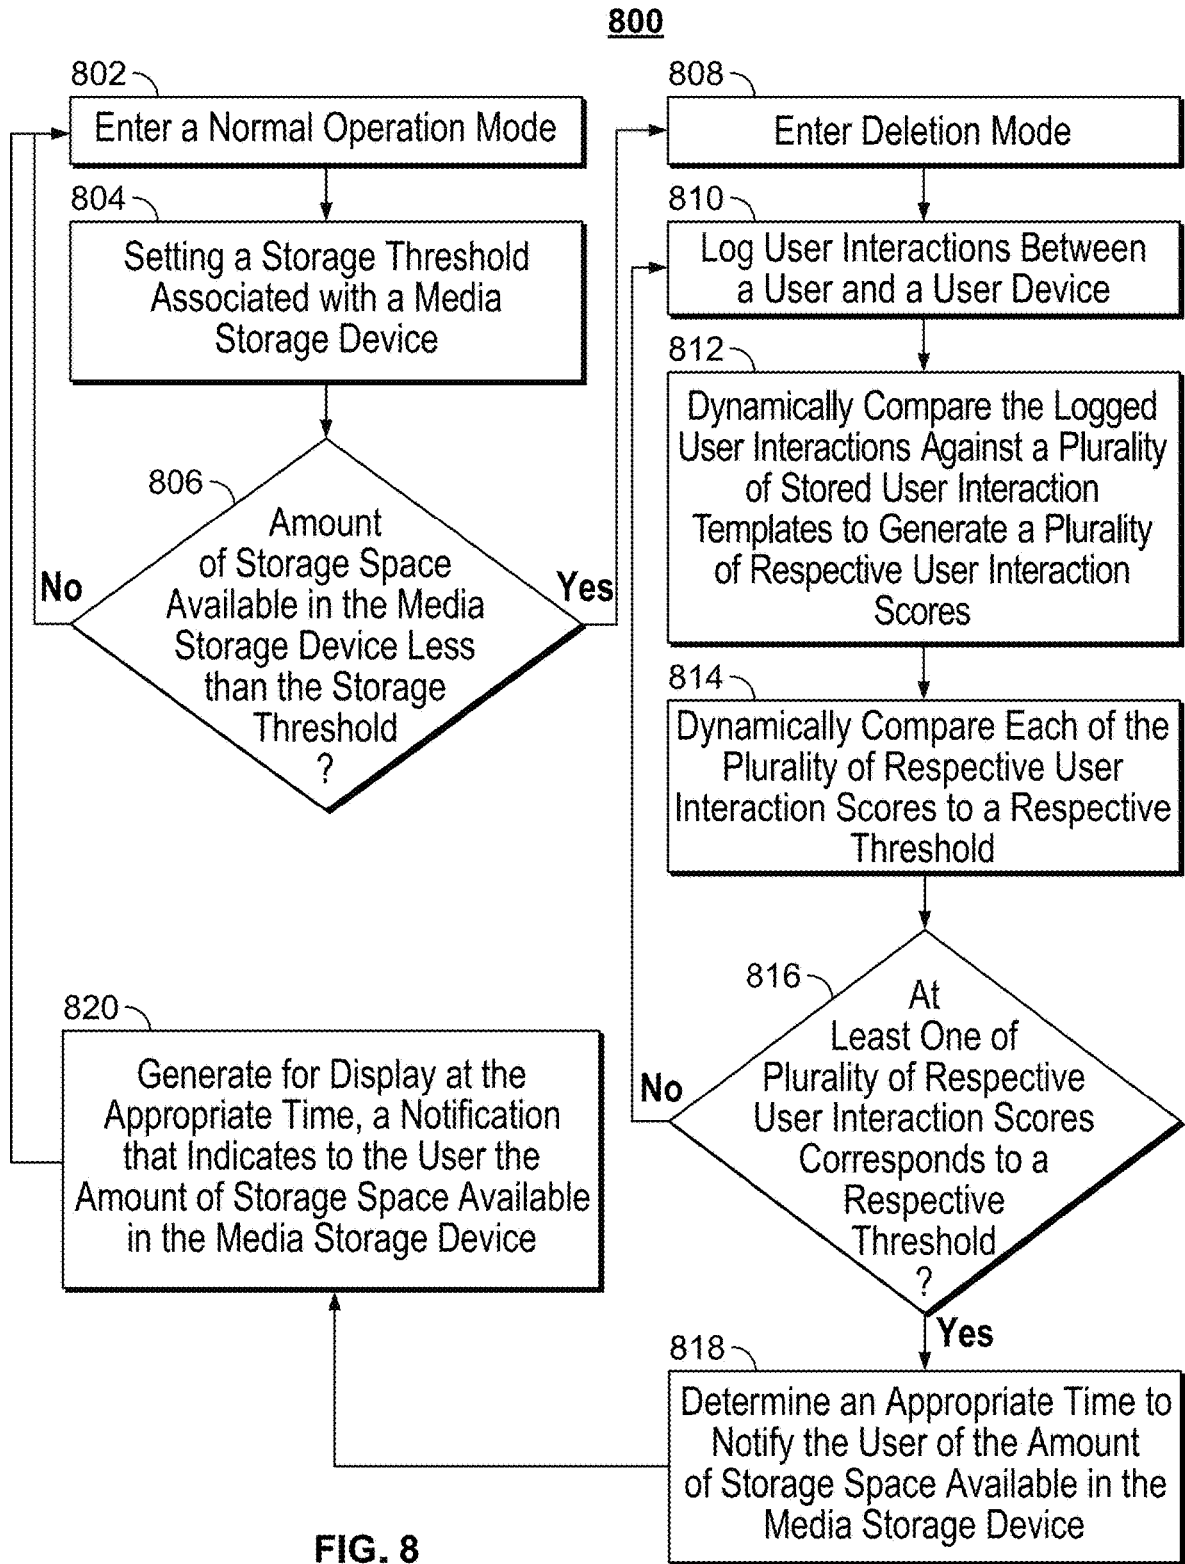 800
802
Enter a Normal Operation Mode
804
Setting a Storage Threshold
Associated with a Media
Storage Device
806
Amount
of Storage Space
Available in the Media
Storage Device Less
than the Storage
Threshold
?
No
Yes
808
Enter Deletion Mode
810
Log User Interactions Between
a User and a User Device
812
Dynamically Compare the Logged
User Interactions Against a Plurality
of Stored User Interaction
Templates to Generate a Plurality
of Respective User Interaction
Scores
814
Dynamically Compare Each of the
Plurality of Respective User
Interaction Scores to a Respective
Threshold
816
At
Least One of
Plurality of Respective
User Interaction Scores
Corresponds to a
Respective
Threshold
?
No
Yes
818
Determine an Appropriate Time to
Notify the User of the Amount
of Storage Space Available in the
Media Storage Device
820
Generate for Display at the
Appropriate Time, a Notification
that Indicates to the User the
Amount of Storage Space Available
in the Media Storage Device
FIG. 8